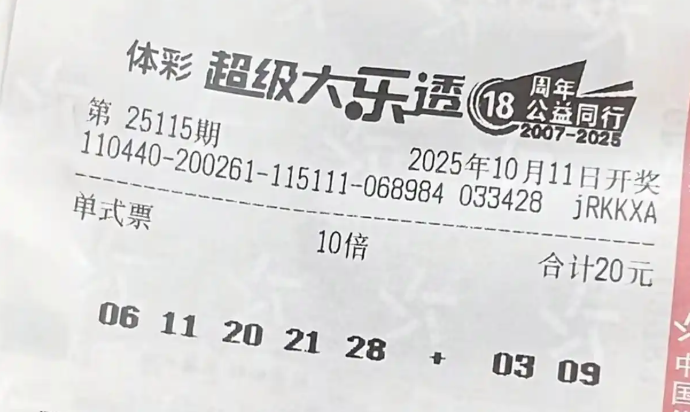 体彩 超级大乐透 18 周年 公益同行 2007-2025
第 25115期 2025年10月11日开奖
110440-200261-115111-068984 033428 jRKKXA
单式票 10倍 合计20元
06 11 20 21 28 + 03 09
中国